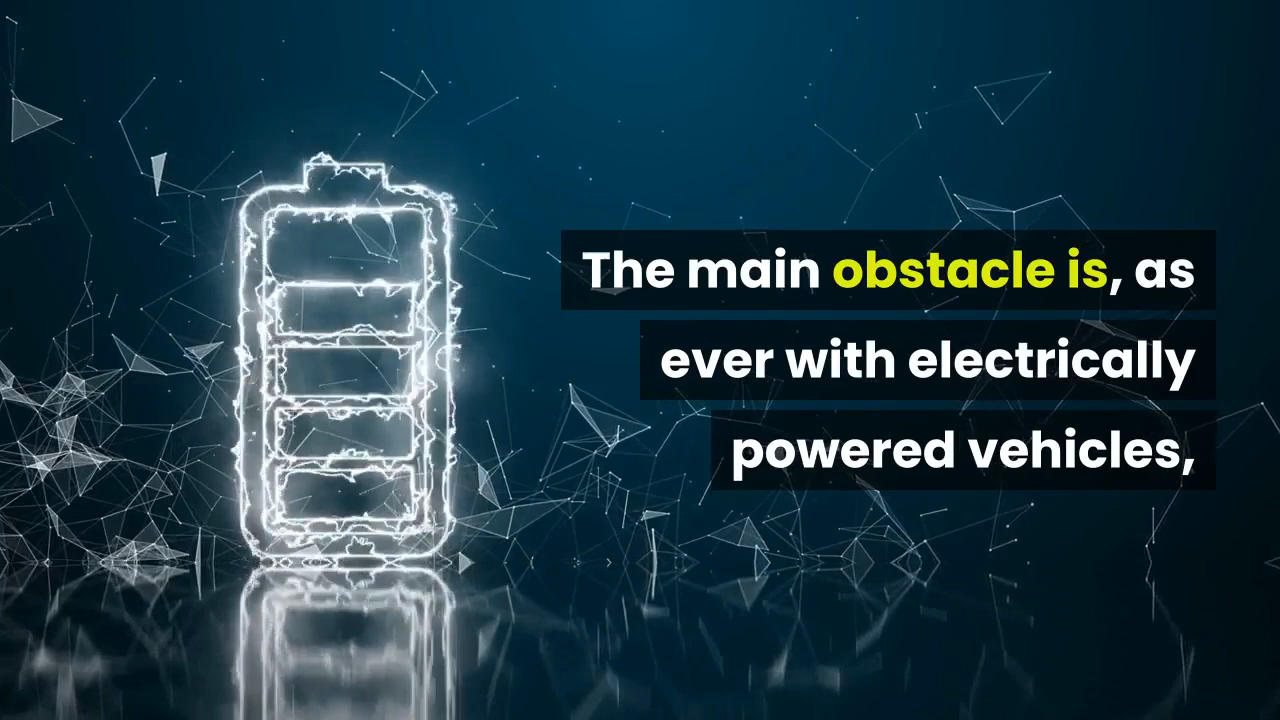 The main obstacle is, as
ever with electrically
powered vehicles,